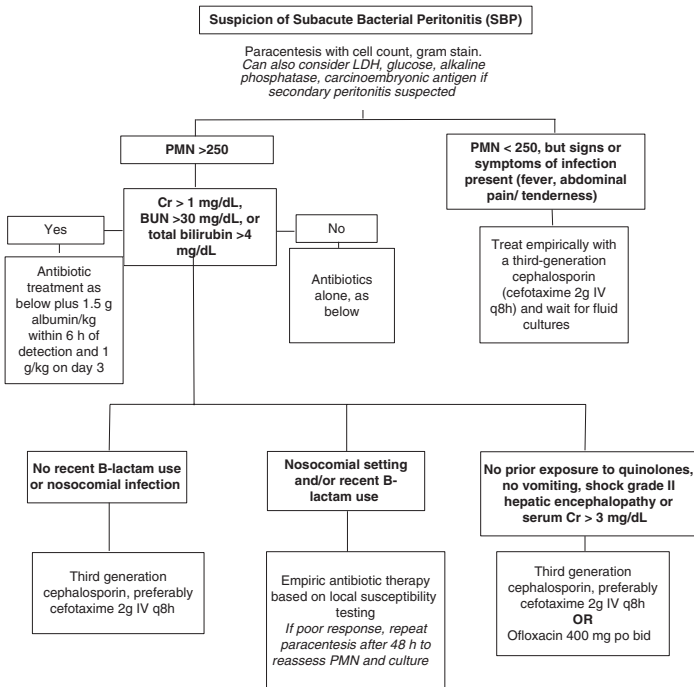 Suspicion of Subacute Bacterial Peritonitis (SBP)
Paracentesis with cell count, gram stain.
Can also consider LDH, glucose, alkaline
phosphatase, carcinoembryonic antigen if
secondary peritonitis suspected
PMN >250
PMN < 250, but signs or
symptoms of infection
present (fever, abdominal
pain/ tenderness)
Cr > 1 mg/dL,
BUN >30 mg/dL, or
total bilirubin >4
mg/dL
Yes
No
Antibiotic
treatment as
below plus 1.5 g
albumin/kg
within 6 h of
detection and 1
g/kg on day 3
Antibiotics
alone, as
below
Treat empirically with
a third-generation
cephalosporin
(cefotaxime 2g IV
q8h) and wait for fluid
cultures
No recent B-lactam use
or nosocomial infection
Nosocomial setting
and/or recent B-
lactam use
No prior exposure to quinolones,
no vomiting, shock grade II
hepatic encephalopathy or
serum Cr > 3 mg/dL
Third generation
cephalosporin, preferably
cefotaxime 2g IV q8h
Empiric antibiotic therapy
based on local susceptibility
testing
If poor response, repeat
paracentesis after 48 h to
reassess PMN and culture
Third generation
cephalosporin, preferably
cefotaxime 2g IV q8h
OR
Ofloxacin 400 mg po bid